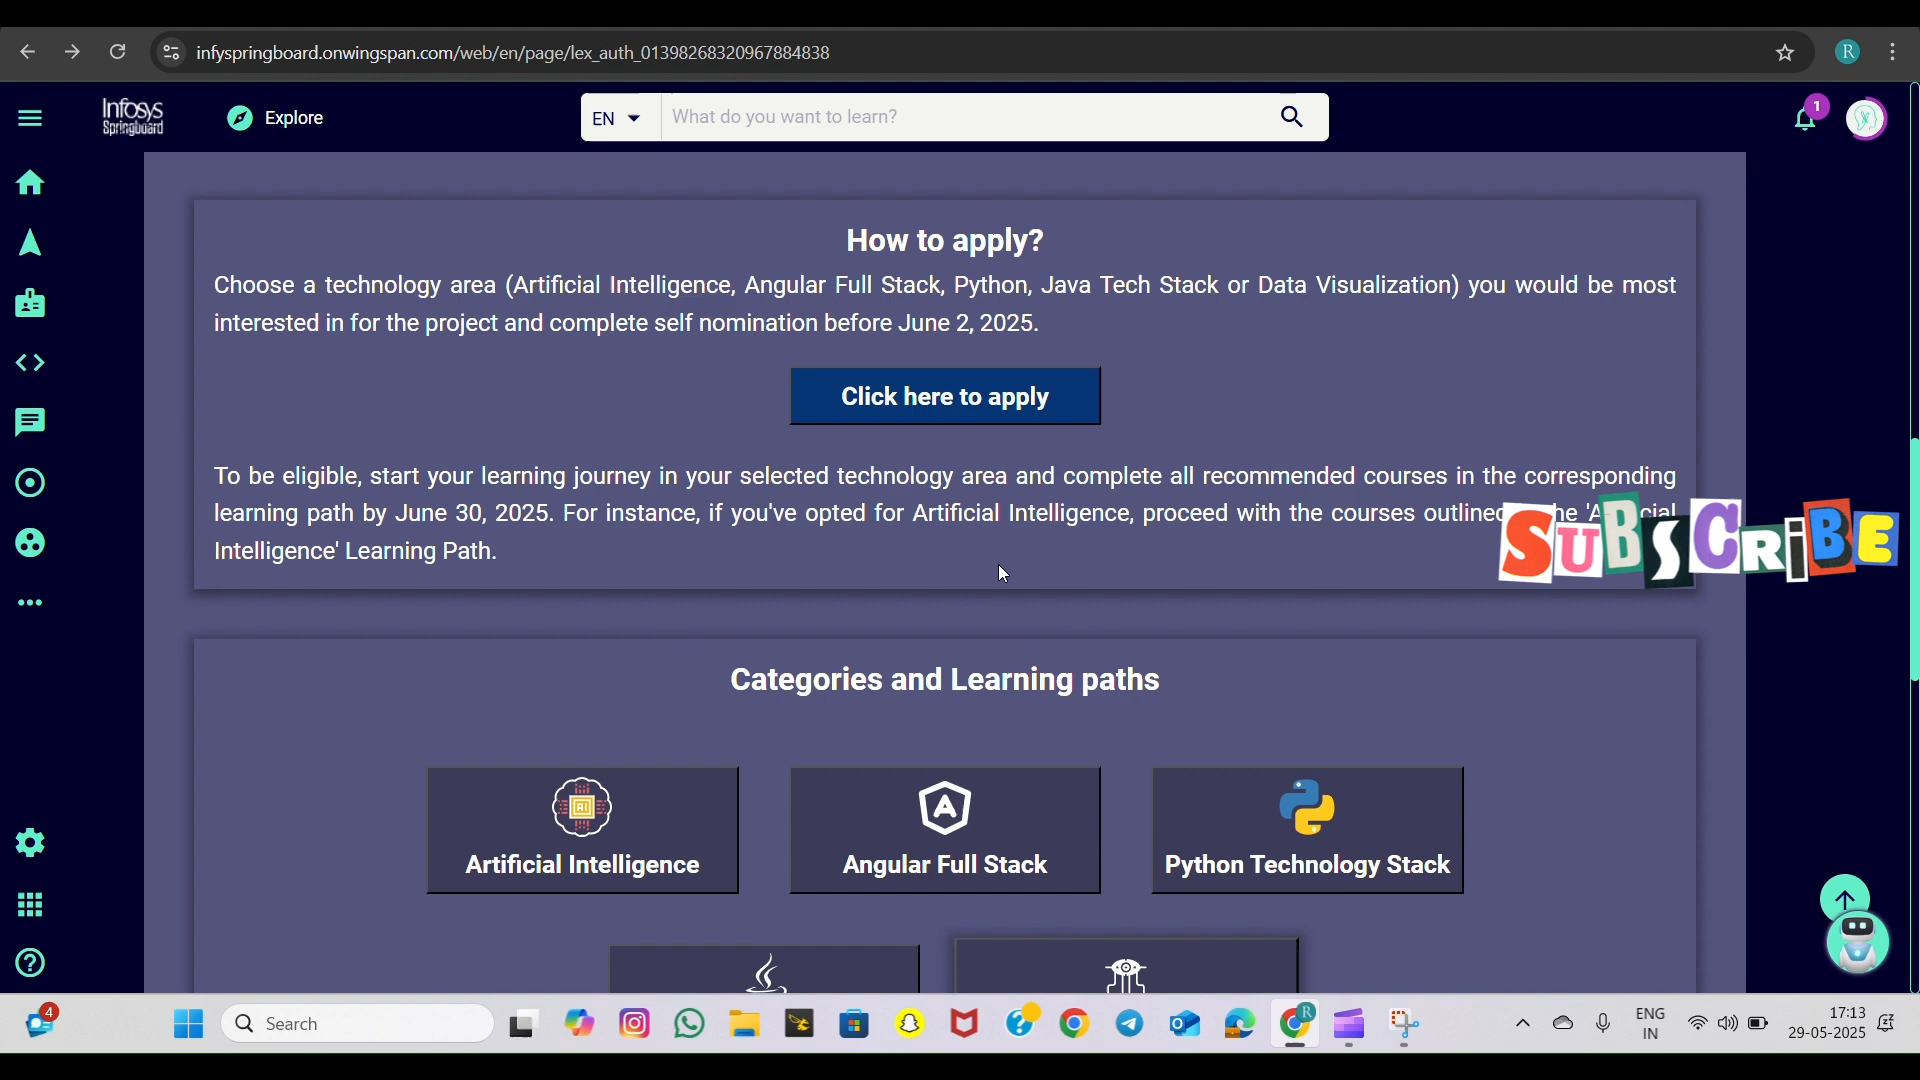 infyspringboard.onwingspan.com/web/en/page/lex_auth_01398268320967884838
R
Infosys
Springboard
Explore
EN
What do you want to learn?
1
How to apply?
Choose a technology area (Artificial Intelligence, Angular Full Stack, Python, Java Tech Stack or Data Visualization) you would be most
interested in for the project and complete self nomination before June 2, 2025.
Click here to apply
To be eligible, start your learning journey in your selected technology area and complete all recommended courses in the corresponding
learning path by June 30, 2025. For instance, if you've opted for Artificial Intelligence, proceed with the courses outlined
Intelligence' Learning Path.
SUBSCRIBE
Categories and Learning paths
AI
Artificial Intelligence
A
Angular Full Stack
Python Technology Stack
4
Search
R
ENG
IN
17:13
29-05-2025